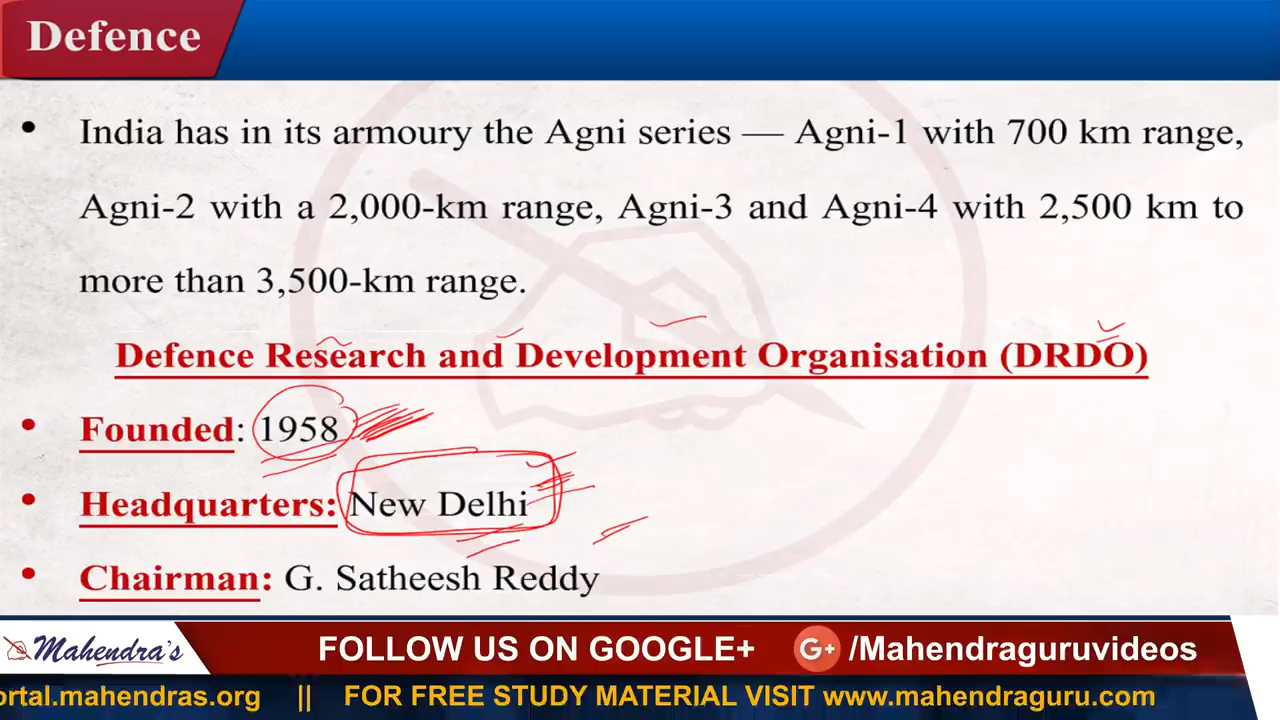 Defence
• India has in its armoury the Agni series — Agni-1 with 700 km range,
Agni-2 with a 2,000-km range, Agni-3 and Agni-4 with 2,500 km to
more than 3,500-km range.
Defence Research and Development Organisation (DRDO)
• Founded: 1958
• Headquarters: New Delhi
• Chairman: G. Satheesh Reddy
Mahendra's
FOLLOW US ON GOOGLE+ G+ /Mahendraguruvideos
ortal.mahendras.org || FOR FREE STUDY MATERIAL VISIT www.mahendraguru.com